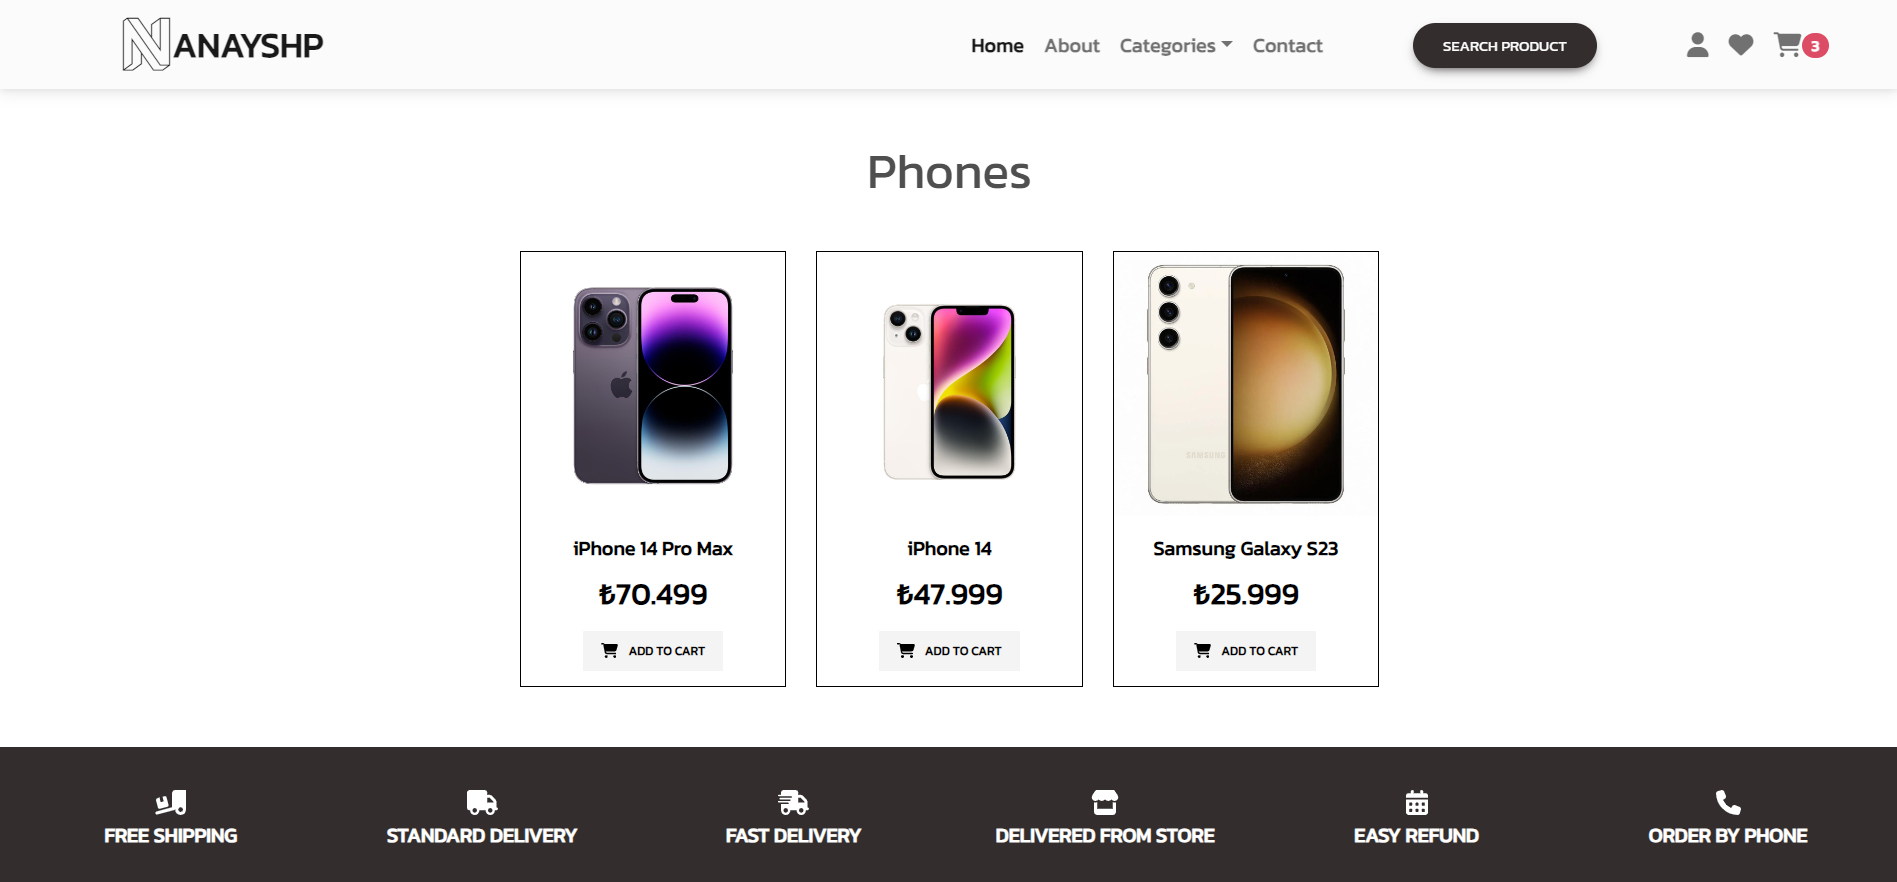 NANAYSHP
Home About Categories Contact
SEARCH PRODUCT
3
Phones
SAMSUNG
iPhone 14 Pro Max
₺70.499
ADD TO CART
iPhone 14
₺47.999
ADD TO CART
Samsung Galaxy S23
₺25.999
ADD TO CART
FREE SHIPPING
STANDARD DELIVERY
FAST DELIVERY
DELIVERED FROM STORE
EASY REFUND
ORDER BY PHONE